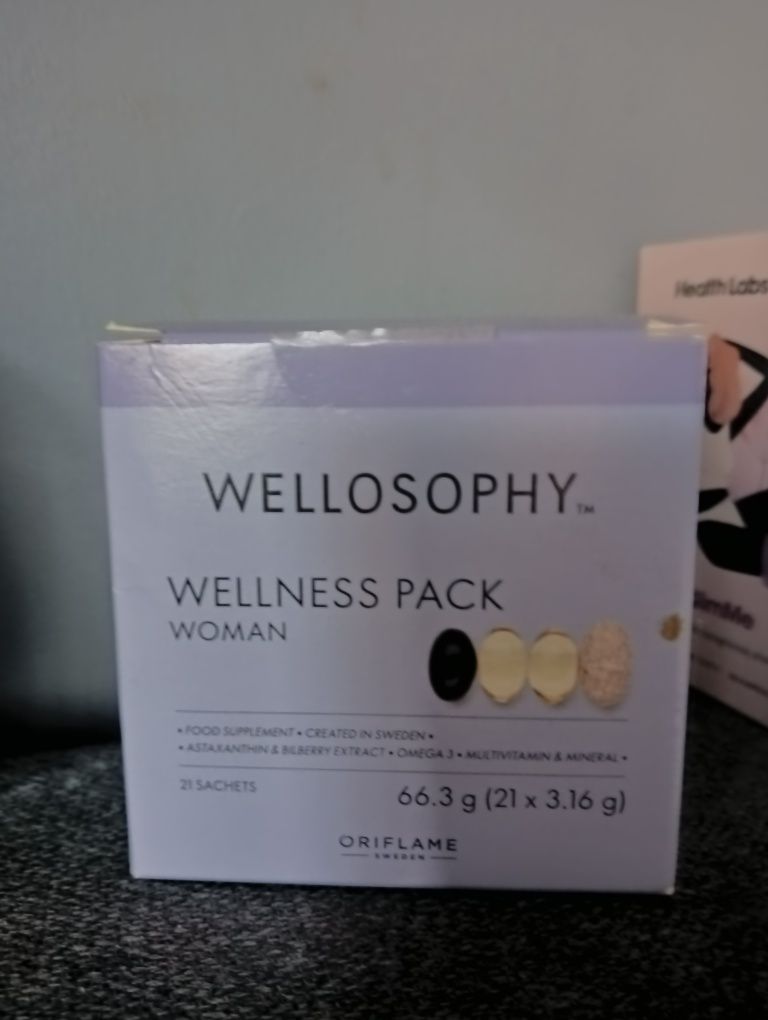 WELLOSOPHY™
WELLNESS PACK
WOMAN
• FOOD SUPPLEMENT • CREATED IN SWEDEN •
• ASTAXANTHIN & BILBERRY EXTRACT • OMEGA 3 • MULTIVITAMIN & MINERAL •
21 SACHETS
66.3 g (21 x 3.16 g)
ORIFLAME
SWEDEN
Health Labs